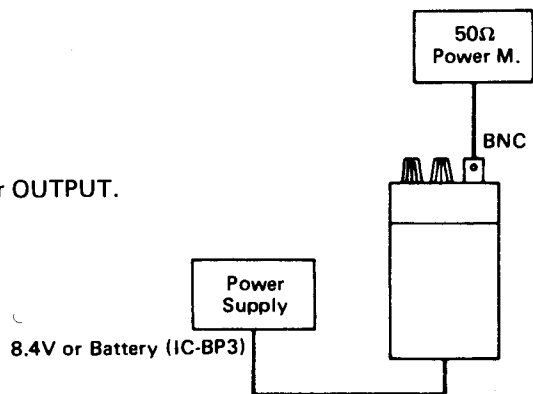 50Ω
Power M.
BNC
r OUTPUT.
Power
Supply
8.4V or Battery (IC-BP3)